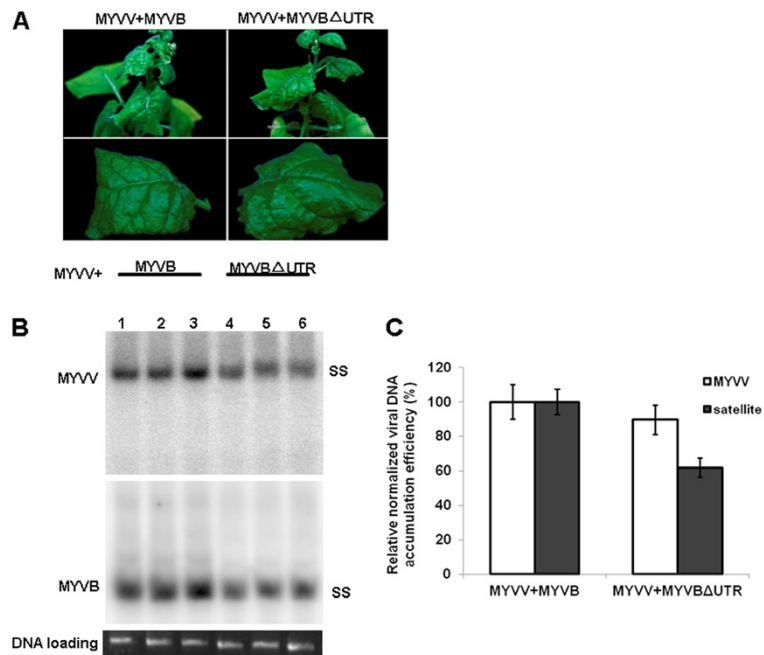 A
MYVV+MYVB
MYVV+MYVB△UTR
MYVV+
MYVB
MYVB△UTR
B
1 2 3 4 5 6
MYVV
SS
MYVB
SS
DNA loading
C
Relative normalized viral DNA
accumulation efficiency (%)
120
100
80
60
40
20
0
MYVV
satellite
MYVV+MYVB
MYVV+MYVBΔUTR